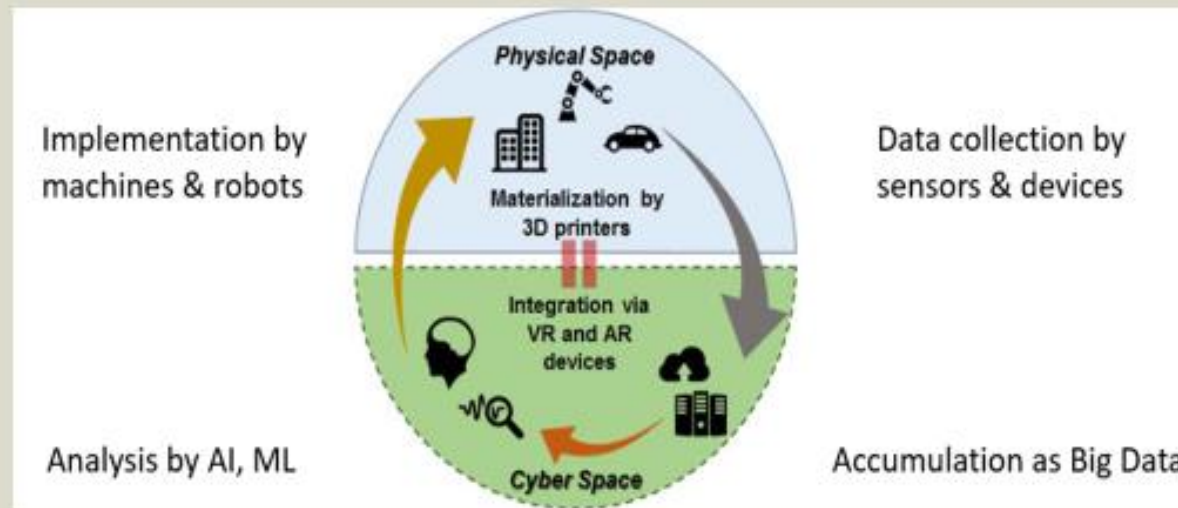 Physical Space
Implementation by
machines & robots
Data collection by
sensors & devices
Materialization by
3D printers
Integration via
VR and AR
devices
Analysis by AI, ML
Accumulation as Big Data
Cyber Space